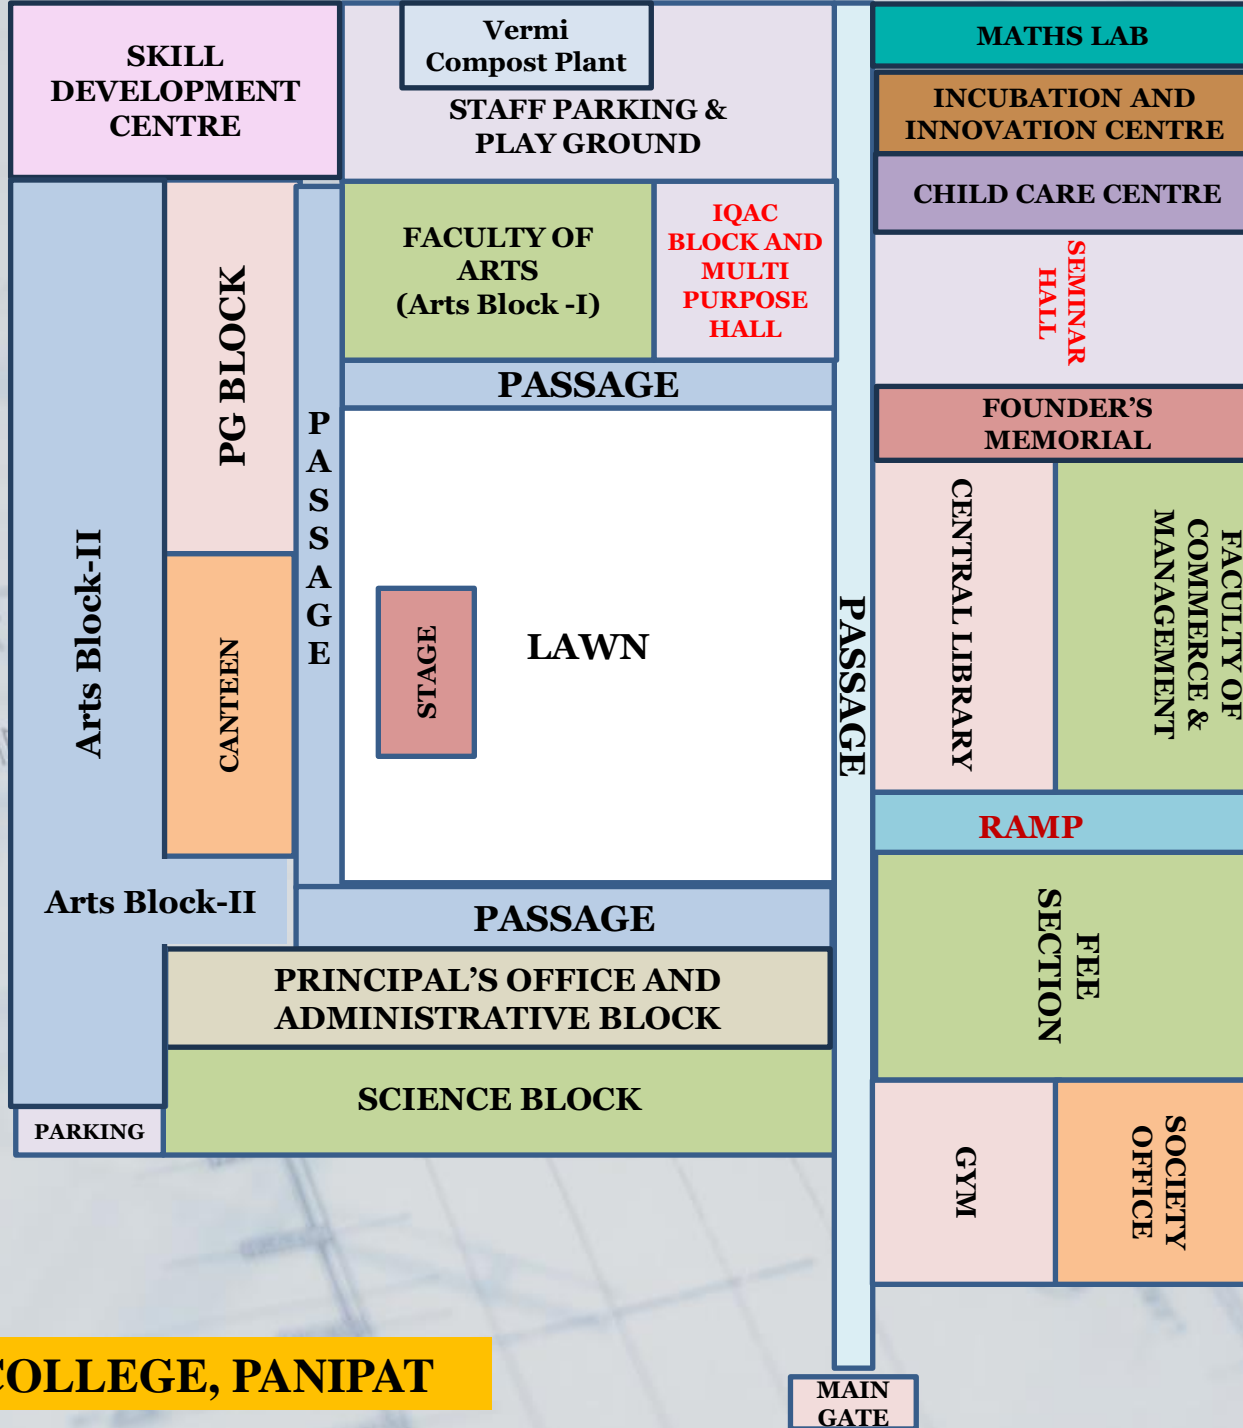 SKILL
DEVELOPMENT
CENTRE
Vermi
Compost Plant
STAFF PARKING &
PLAY GROUND
MATHS LAB
INCUBATION AND
INNOVATION CENTRE
CHILD CARE CENTRE
FACULTY OF
ARTS
(Arts Block -I)
IQAC
BLOCK AND
MULTI
PURPOSE
HALL
SEMINAR
HALL
PG BLOCK
PASSAGE
PASSAGE
FOUNDER’S
MEMORIAL
Arts Block-II
CANTEEN
STAGE
LAWN
PASSAGE
CENTRAL LIBRARY
FACULTY OF
COMMERCE &
MANAGEMENT
RAMP
Arts Block-II
PASSAGE
FEE
SECTION
PRINCIPAL’S OFFICE AND
ADMINISTRATIVE BLOCK
SCIENCE BLOCK
PARKING
GYM
SOCIETY
OFFICE
COLLEGE, PANIPAT
MAIN
GATE